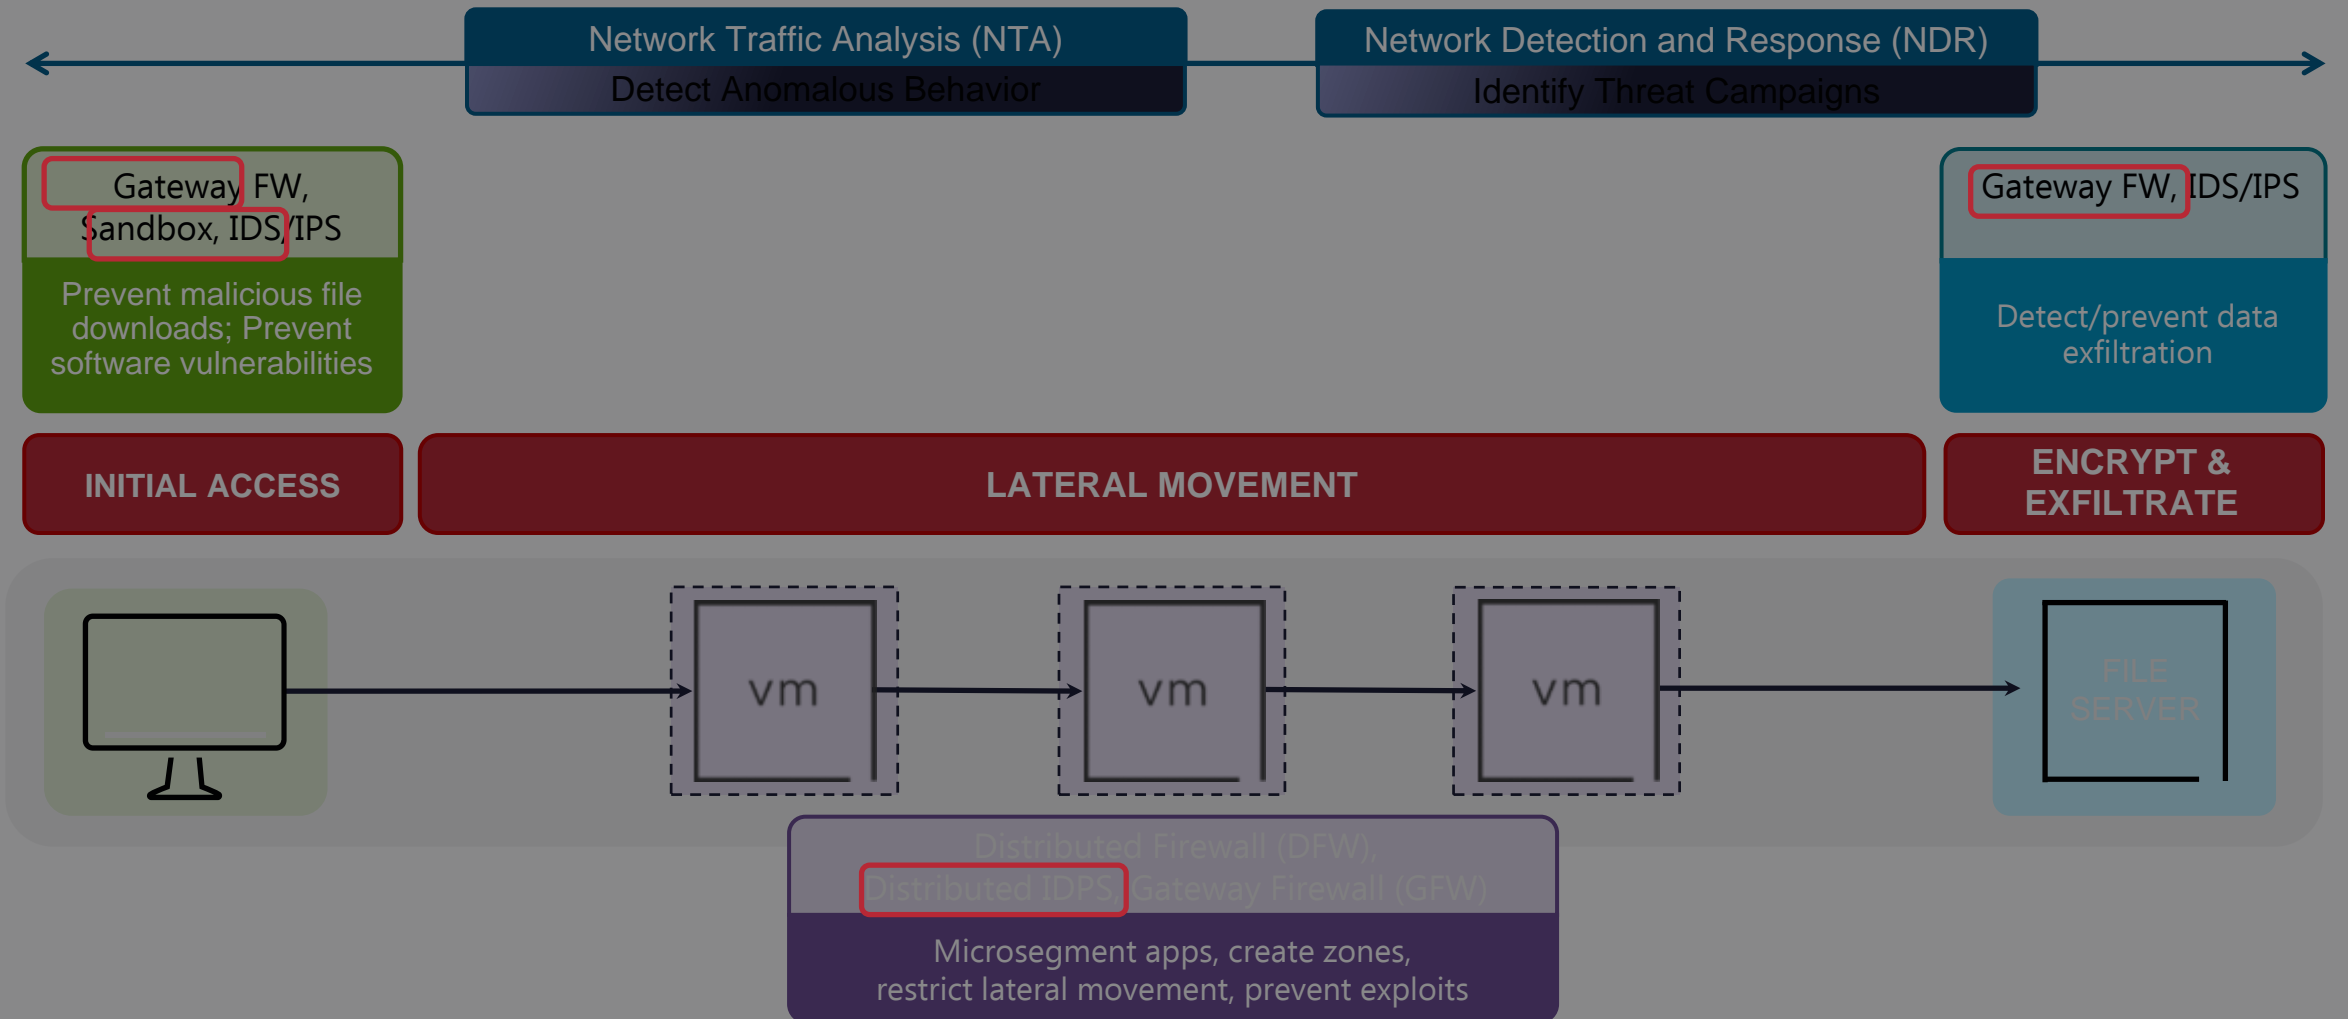 Network Traffic Analysis (NTA)
Detect Anomalous Behavior
Network Detection and Response (NDR)
Identify Threat Campaigns
Gateway FW,
Sandbox, IDS/IPS
Prevent malicious file
downloads; Prevent
software vulnerabilities
Gateway FW, IDS/IPS
Detect/prevent data
exfiltration
INITIAL ACCESS
LATERAL MOVEMENT
ENCRYPT &
EXFILTRATE
vm
vm
vm
FILE
SERVER
Distributed Firewall (DFW),
Distributed IDPS, Gateway Firewall (GFW)
Microsegment apps, create zones,
restrict lateral movement, prevent exploits